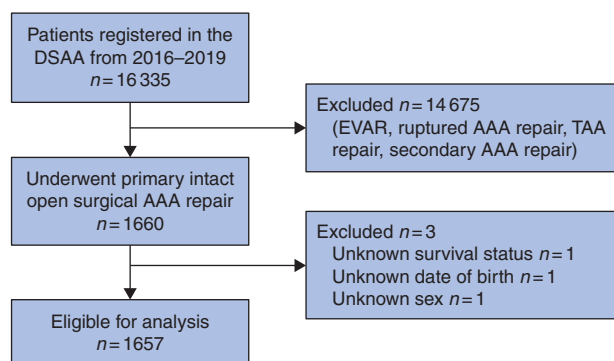 Patients registered in the
DSAA from 2016–2019
n = 16 335
Excluded n = 14 675
(EVAR, ruptured AAA repair, TAA
repair, secondary AAA repair)
Underwent primary intact
open surgical AAA repair
n = 1660
Excluded n = 3
Unknown survival status n = 1
Unknown date of birth n = 1
Unknown sex n = 1
Eligible for analysis
n = 1657